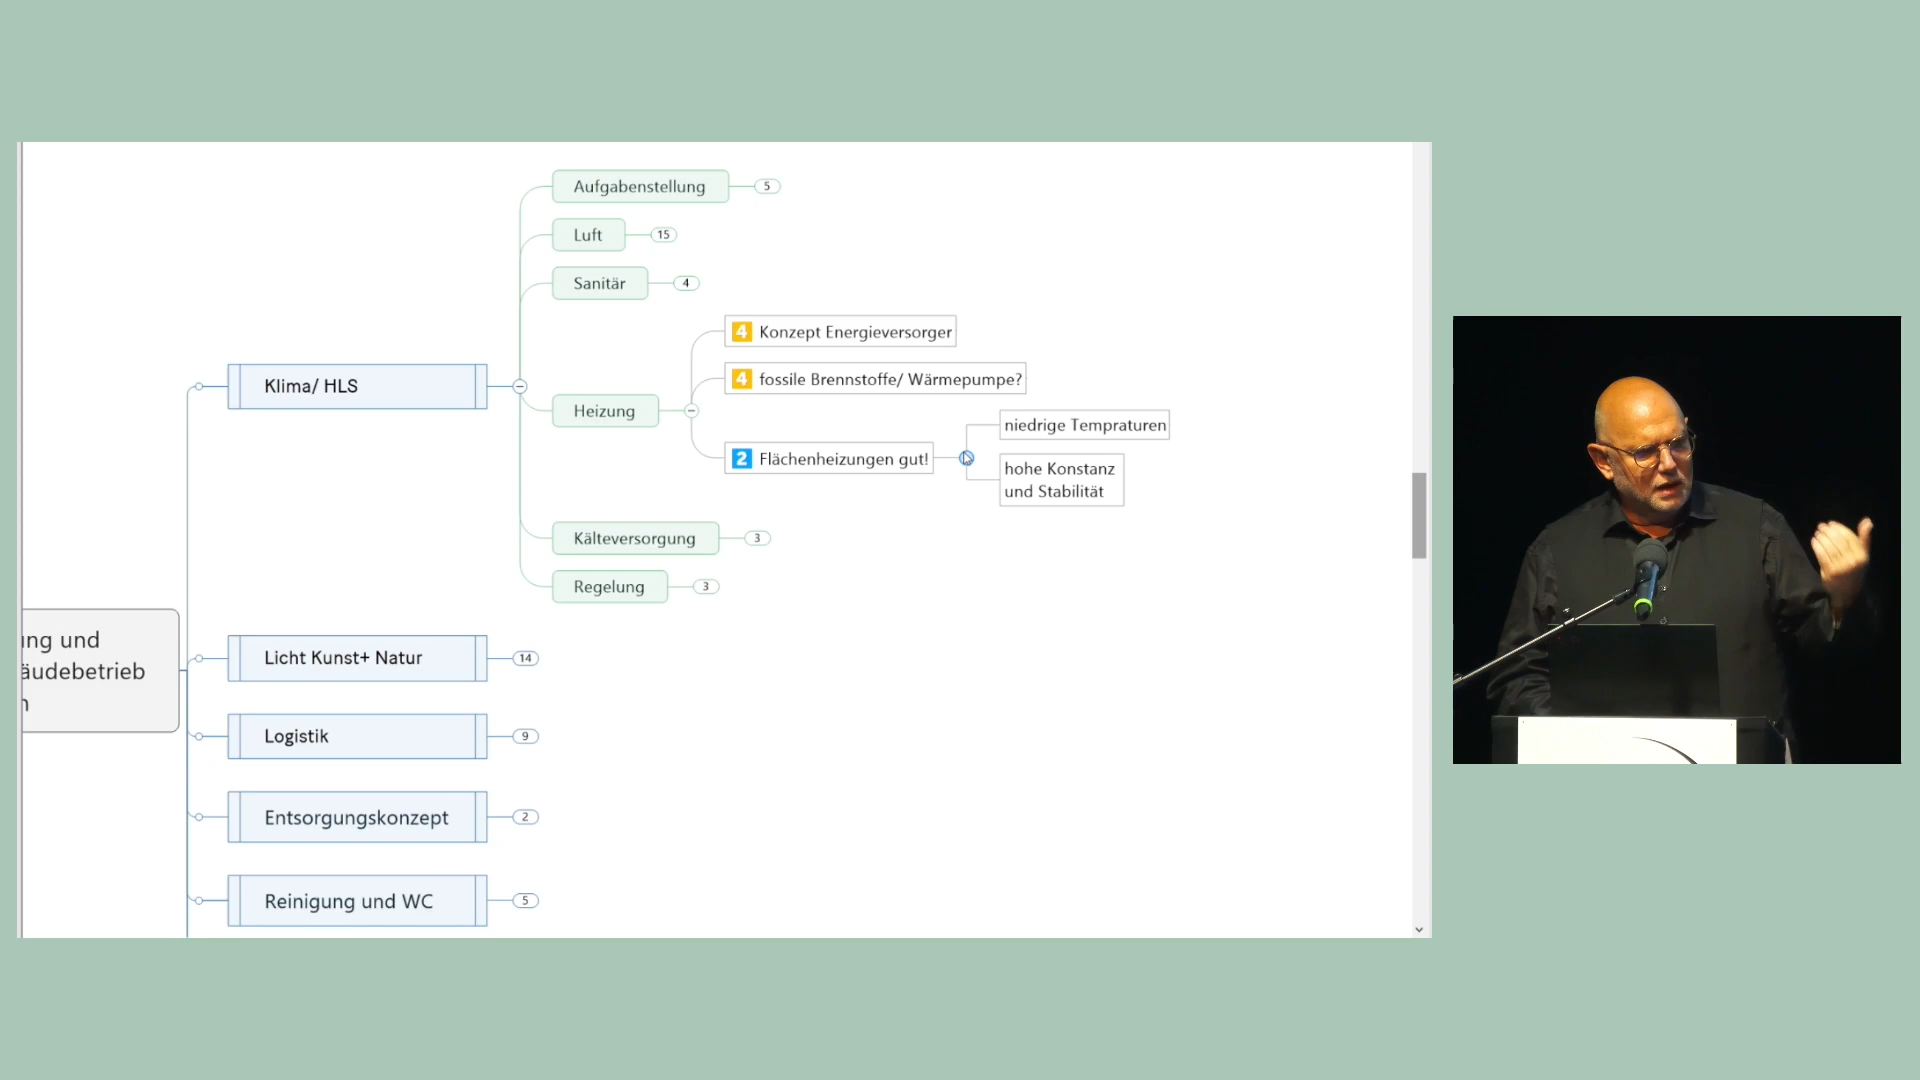 Aufgabenstellung 5
Luft 15
Sanitär 4
4 Konzept Energieversorger
4 fossile Brennstoffe/ Wärmepumpe?
Klima/ HLS
Heizung
niedrige Tempraturen
2 Flächenheizungen gut!
hohe Konstanz
und Stabilität
Kälteversorgung 3
Regelung 3
ung und
äudebetrieb
Licht Kunst+ Natur 14
Logistik 9
Entsorgungskonzept 2
Reinigung und WC 5